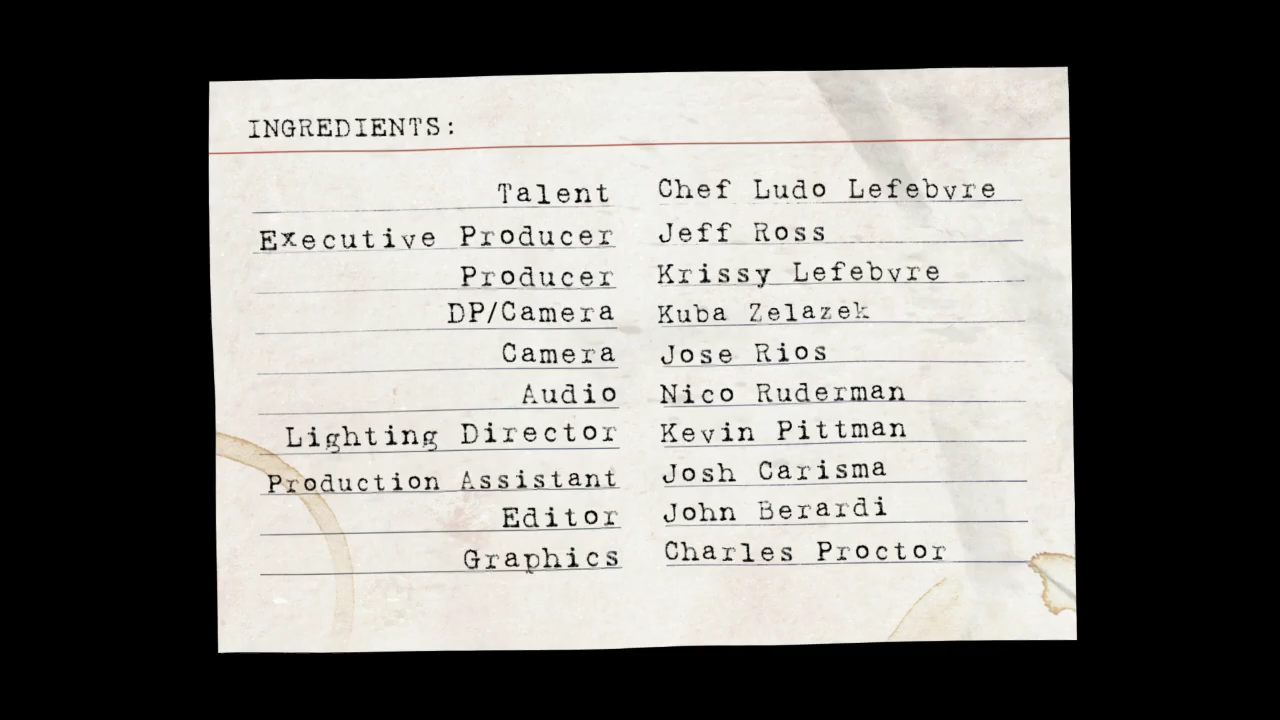 INGREDIENTS:
Talent Chef Ludo Lefebvre
Executive Producer Jeff Ross
Producer Krissy Lefebvre
DP/Camera Kuba Zelazek
Camera Jose Rios
Audio Nico Ruderman
Lighting Director Kevin Pittman
Production Assistant Josh Carisma
Editor John Berardi
Graphics Charles Proctor